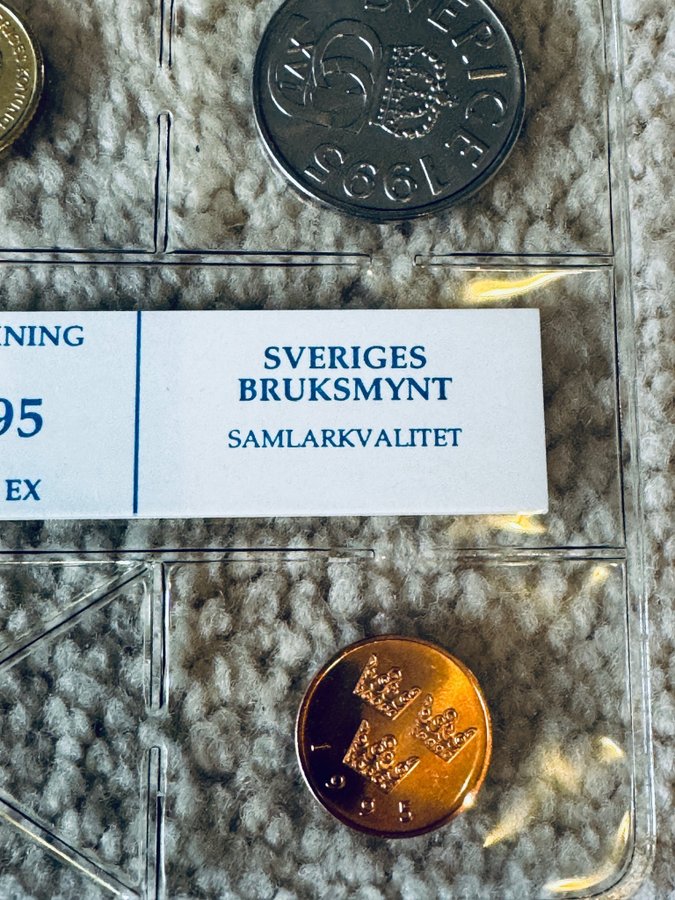 SVERIGE 1995
NING
95
EX
SVERIGES
BRUKSMYNT
SAMLARKVALITET
1995